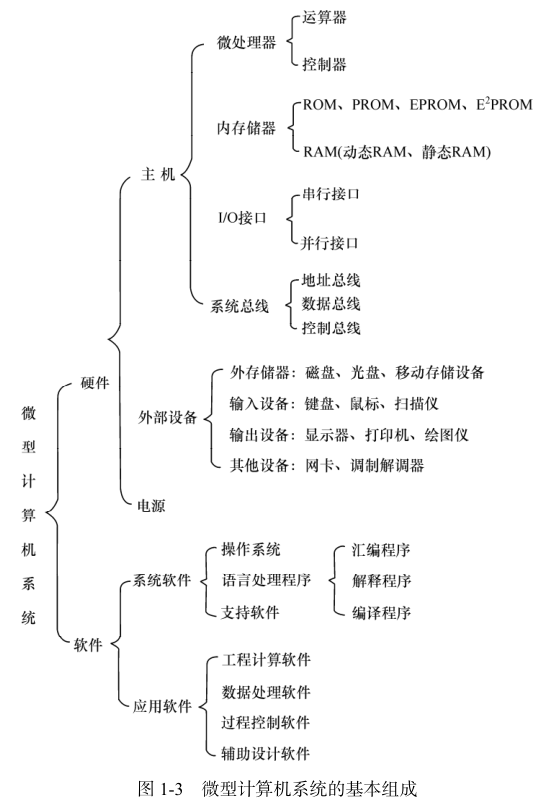 微型计算机系统
硬件
主机
微处理器
运算器
控制器
内存储器
ROM、PROM、EPROM、E²PROM
RAM(动态RAM、静态RAM)
I/O接口
串行接口
并行接口
系统总线
地址总线
数据总线
控制总线
外部设备
外存储器：磁盘、光盘、移动存储设备
输入设备：键盘、鼠标、扫描仪
输出设备：显示器、打印机、绘图仪
其他设备：网卡、调制解调器
电源
软件
系统软件
操作系统
语言处理程序
汇编程序
解释程序
编译程序
支持软件
应用软件
工程计算软件
数据处理软件
过程控制软件
辅助设计软件
图 1-3 微型计算机系统的基本组成